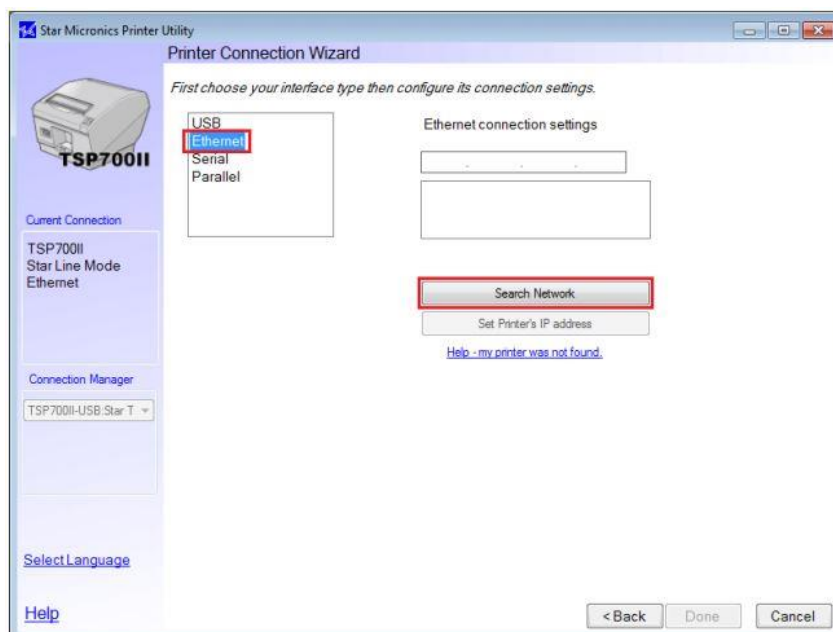 Star Micronics Printer Utility
Printer Connection Wizard
First choose your interface type then configure its connection settings.
TSP700II
USB
Ethernet
Serial
Parallel
Ethernet connection settings
. . .
Search Network
Set Printer's IP address
Help - my printer was not found.
Current Connection
TSP700II
Star Line Mode
Ethernet
Connection Manager
TSP700II-USB:Star T
Select Language
Help
< Back
Done
Cancel